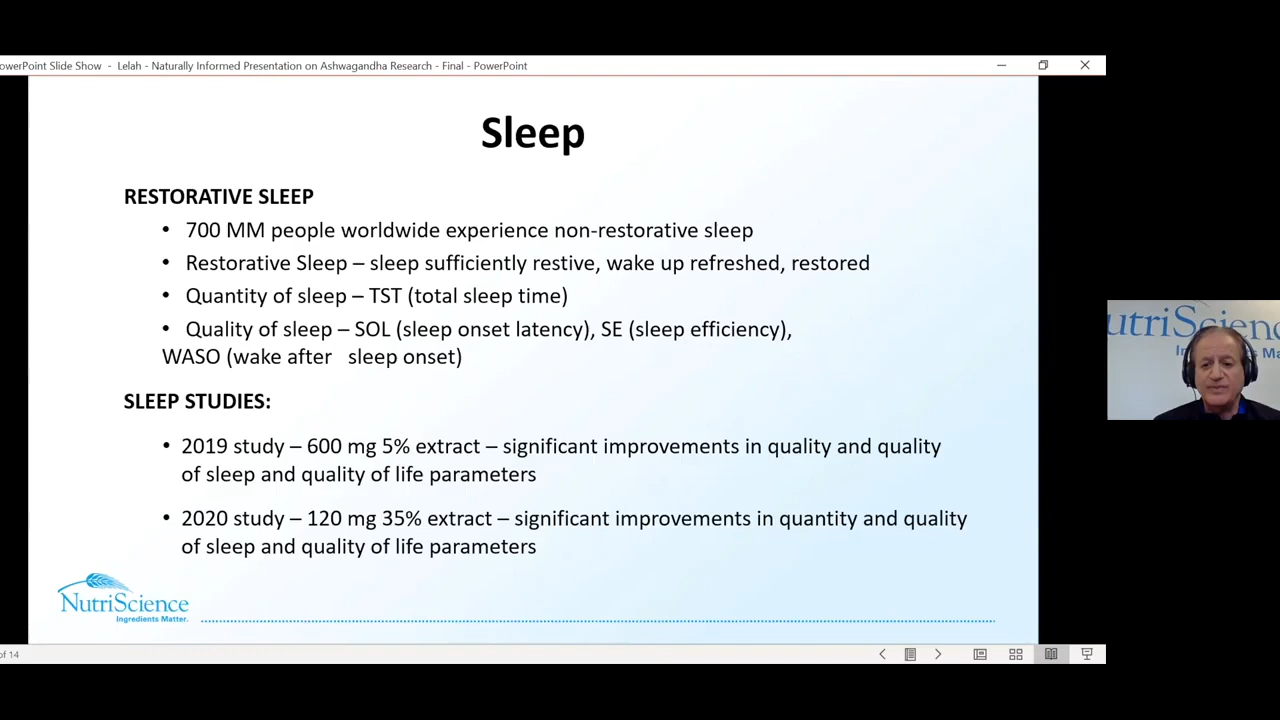 owerPoint Slide Show - Lelah - Naturally Informed Presentation on Ashwagandha Research - Final - PowerPoint
Sleep
RESTORATIVE SLEEP
• 700 MM people worldwide experience non-restorative sleep
• Restorative Sleep – sleep sufficiently restive, wake up refreshed, restored
• Quantity of sleep – TST (total sleep time)
• Quality of sleep – SOL (sleep onset latency), SE (sleep efficiency),
WASO (wake after sleep onset)
SLEEP STUDIES:
• 2019 study – 600 mg 5% extract – significant improvements in quality and quality
of sleep and quality of life parameters
• 2020 study – 120 mg 35% extract – significant improvements in quantity and quality
of sleep and quality of life parameters
NutriScience
Ingredients Matter.
of 14
utriScienc
In
Ma